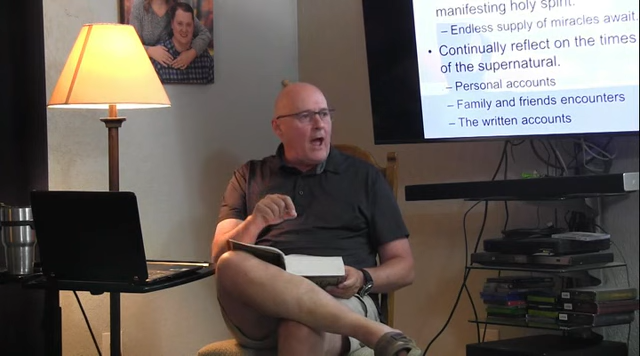 manifesting holy spirit.
– Endless supply of miracles await.
• Continually reflect on the times
of the supernatural.
– Personal accounts
– Family and friends encounters
– The written accounts